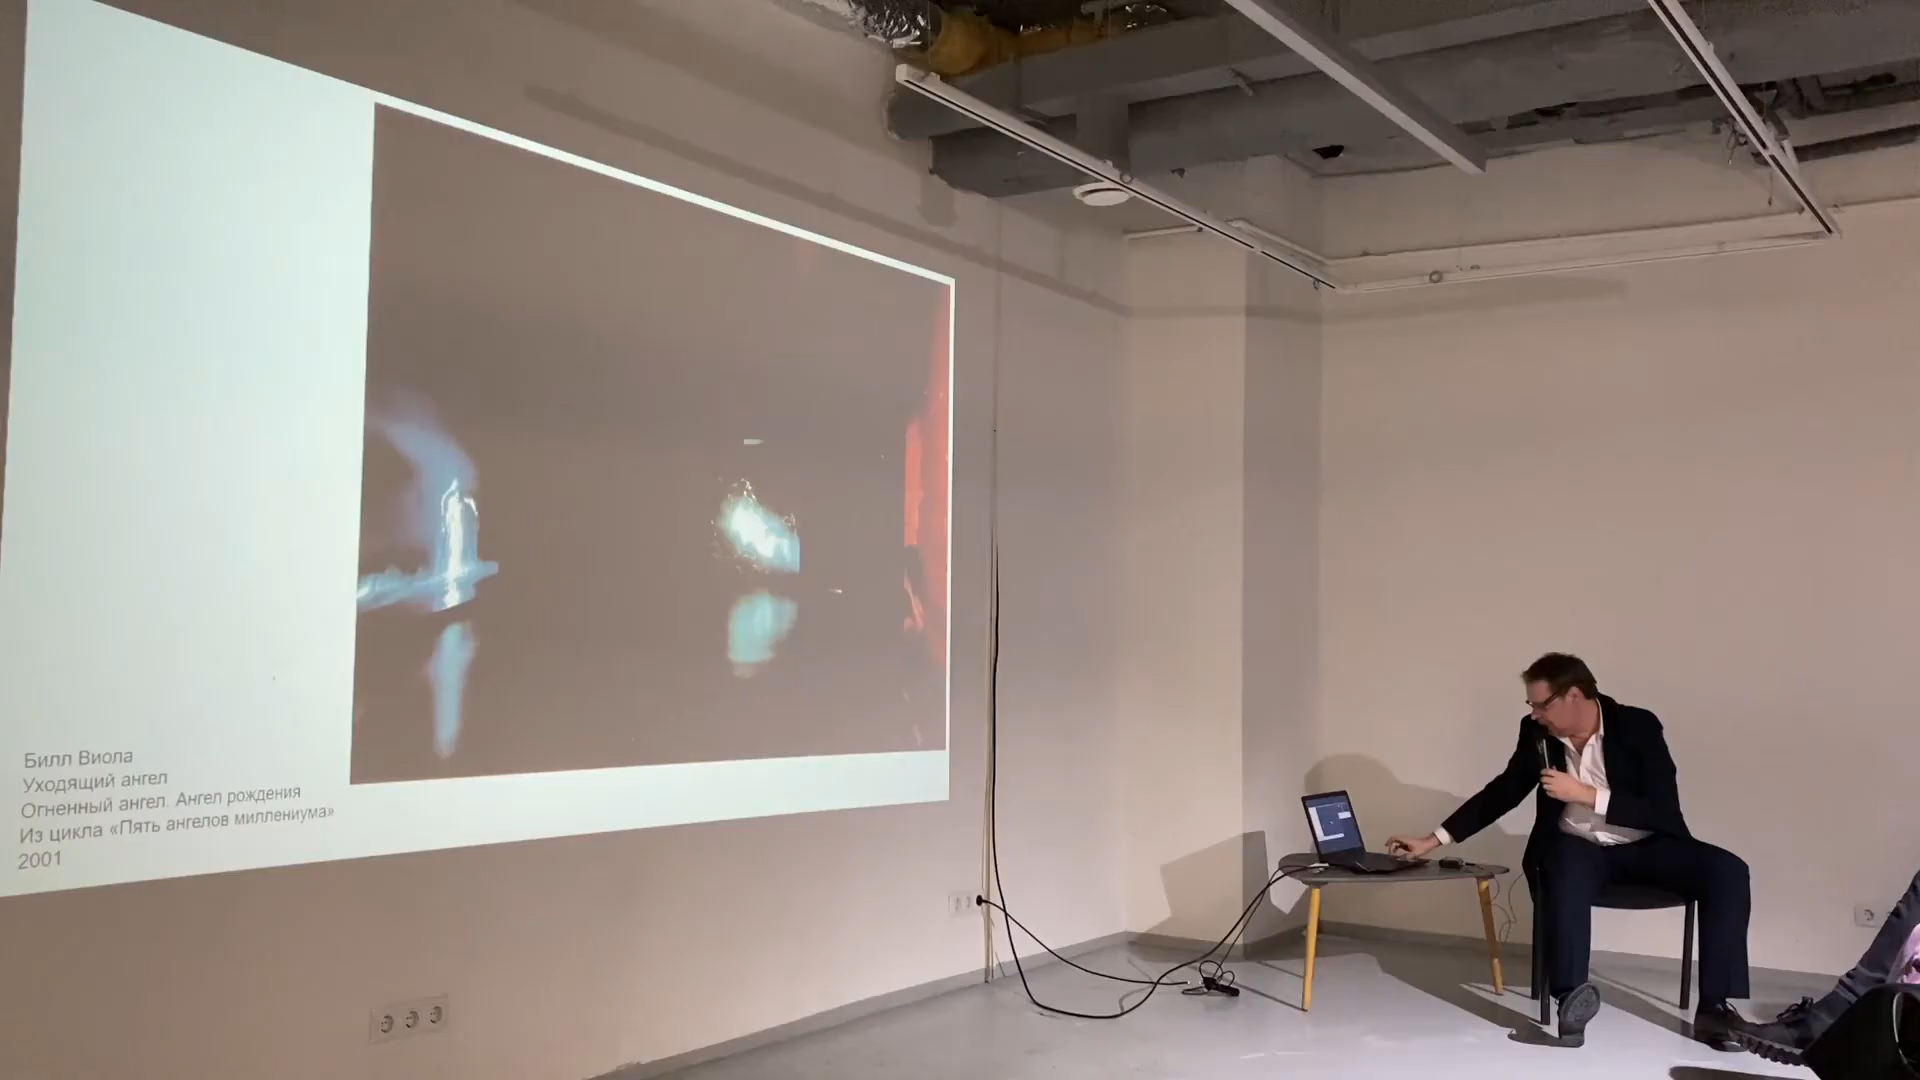 Билл Виола
Уходящий ангел
Огненный ангел. Ангел рождения
Из цикла «Пять ангелов миллениума»
2001